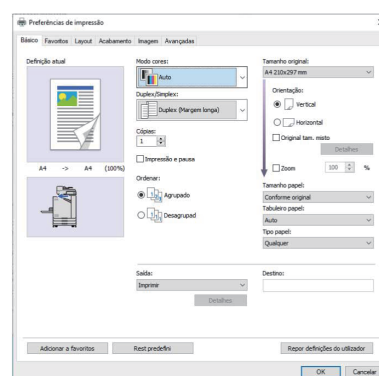 Preferências de impressão
Básico Favoritos Layout Acabamento Imagem Avançadas
Definição atual
A4 -> A4 (100%)
Modo cores:
Auto
Duplex/Simplex:
Duplex (Margem longa)
Cópias:
1
Impressão e pausa
Ordenar:
Agrupado
Desagrupad
Tamanho original:
A4 210x297 mm
Orientação:
Vertical
Horizontal
Original tam. misto
Detalhes
Zoom 100 %
Tamanho papel:
Conforme original
Tabuleiro papel:
Auto
Tipo papel:
Qualquer
Saída:
Imprimir
Detalhes
Destino:
Adicionar a favoritos Rest predefini Repor definições do utilizador
OK Cancelar